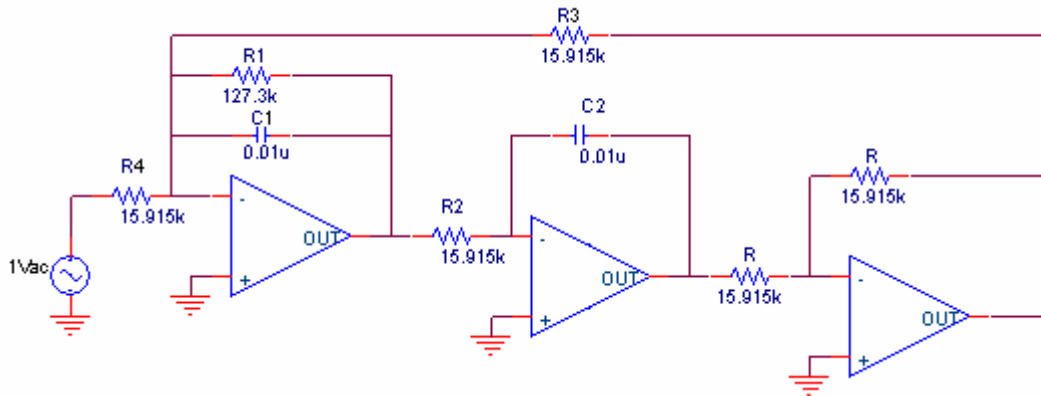 R3
15.915k
R1
127.3k
C1
0.01u
C2
0.01u
R4
15.915k
-
+
OUT
1Vac
R2
15.915k
-
+
OUT
R
15.915k
R
15.915k
-
+
OUT